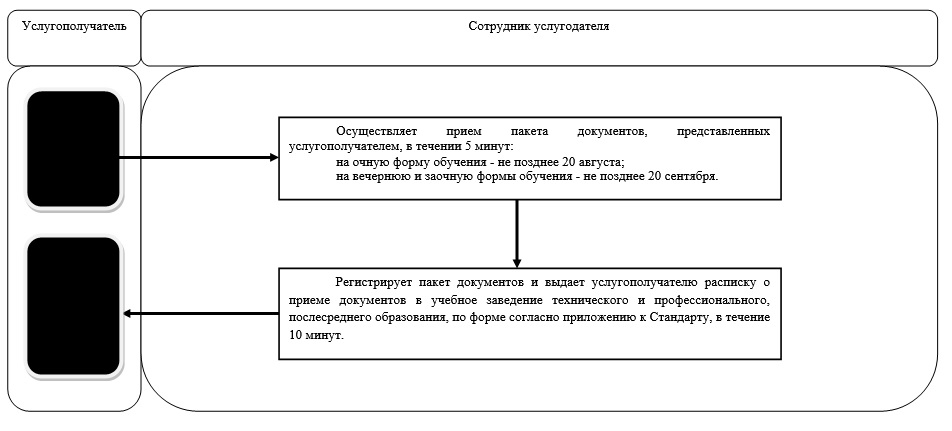 Услугополучатель
Сотрудник услугодателя
Осуществляет прием пакета документов, представленных
услугополучателем, в течении 5 минут:
на очную форму обучения - не позднее 20 августа;
на вечернюю и заочную формы обучения - не позднее 20 сентября.
Регистрирует пакет документов и выдает услугополучателю расписку о
приеме документов в учебное заведение технического и профессионального,
послесреднего образования, по форме согласно приложению к Стандарту, в течение
10 минут.